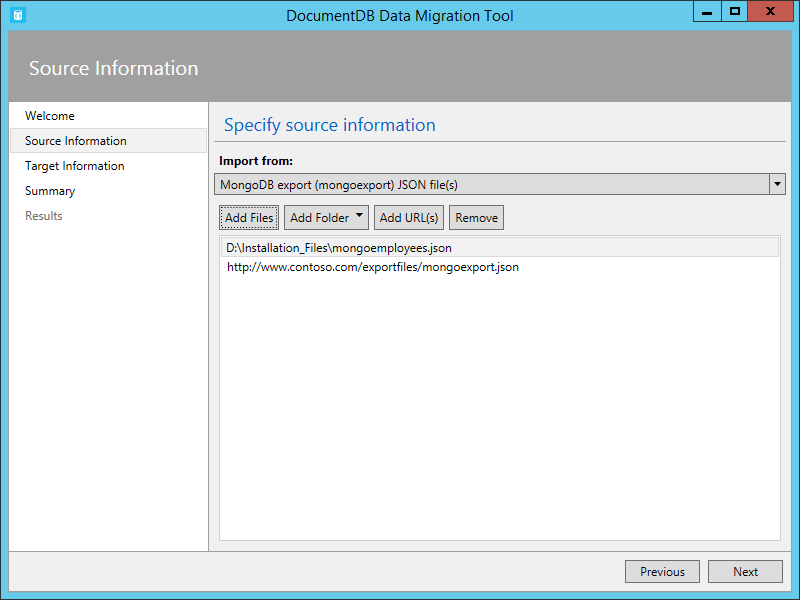 DocumentDB Data Migration Tool
Source Information
Welcome
Source Information
Target Information
Summary
Results
Specify source information
Import from:
MongoDB export (mongoexport) JSON file(s)
Add Files Add Folder Add URL(s) Remove
D:\Installation_Files\mongoemployees.json
http://www.contoso.com/exportfiles/mongoexport.json
Previous Next